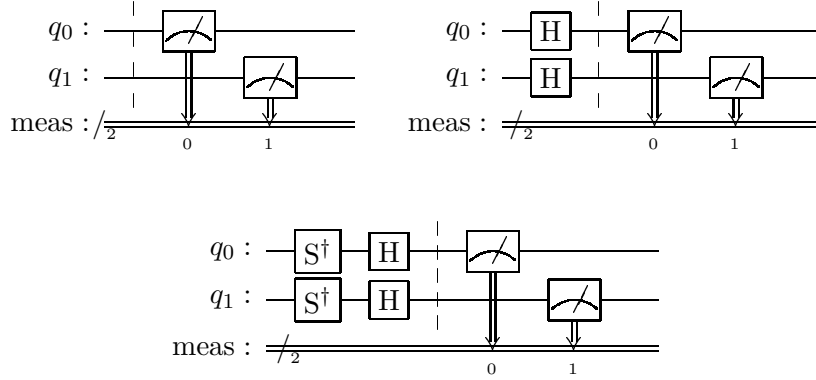 q₀ :
q₁ :
meas : 2
0 1
q₀ : H
q₁ : H
meas : 2
0 1
q₀ : S† H
q₁ : S† H
meas : 2
0 1